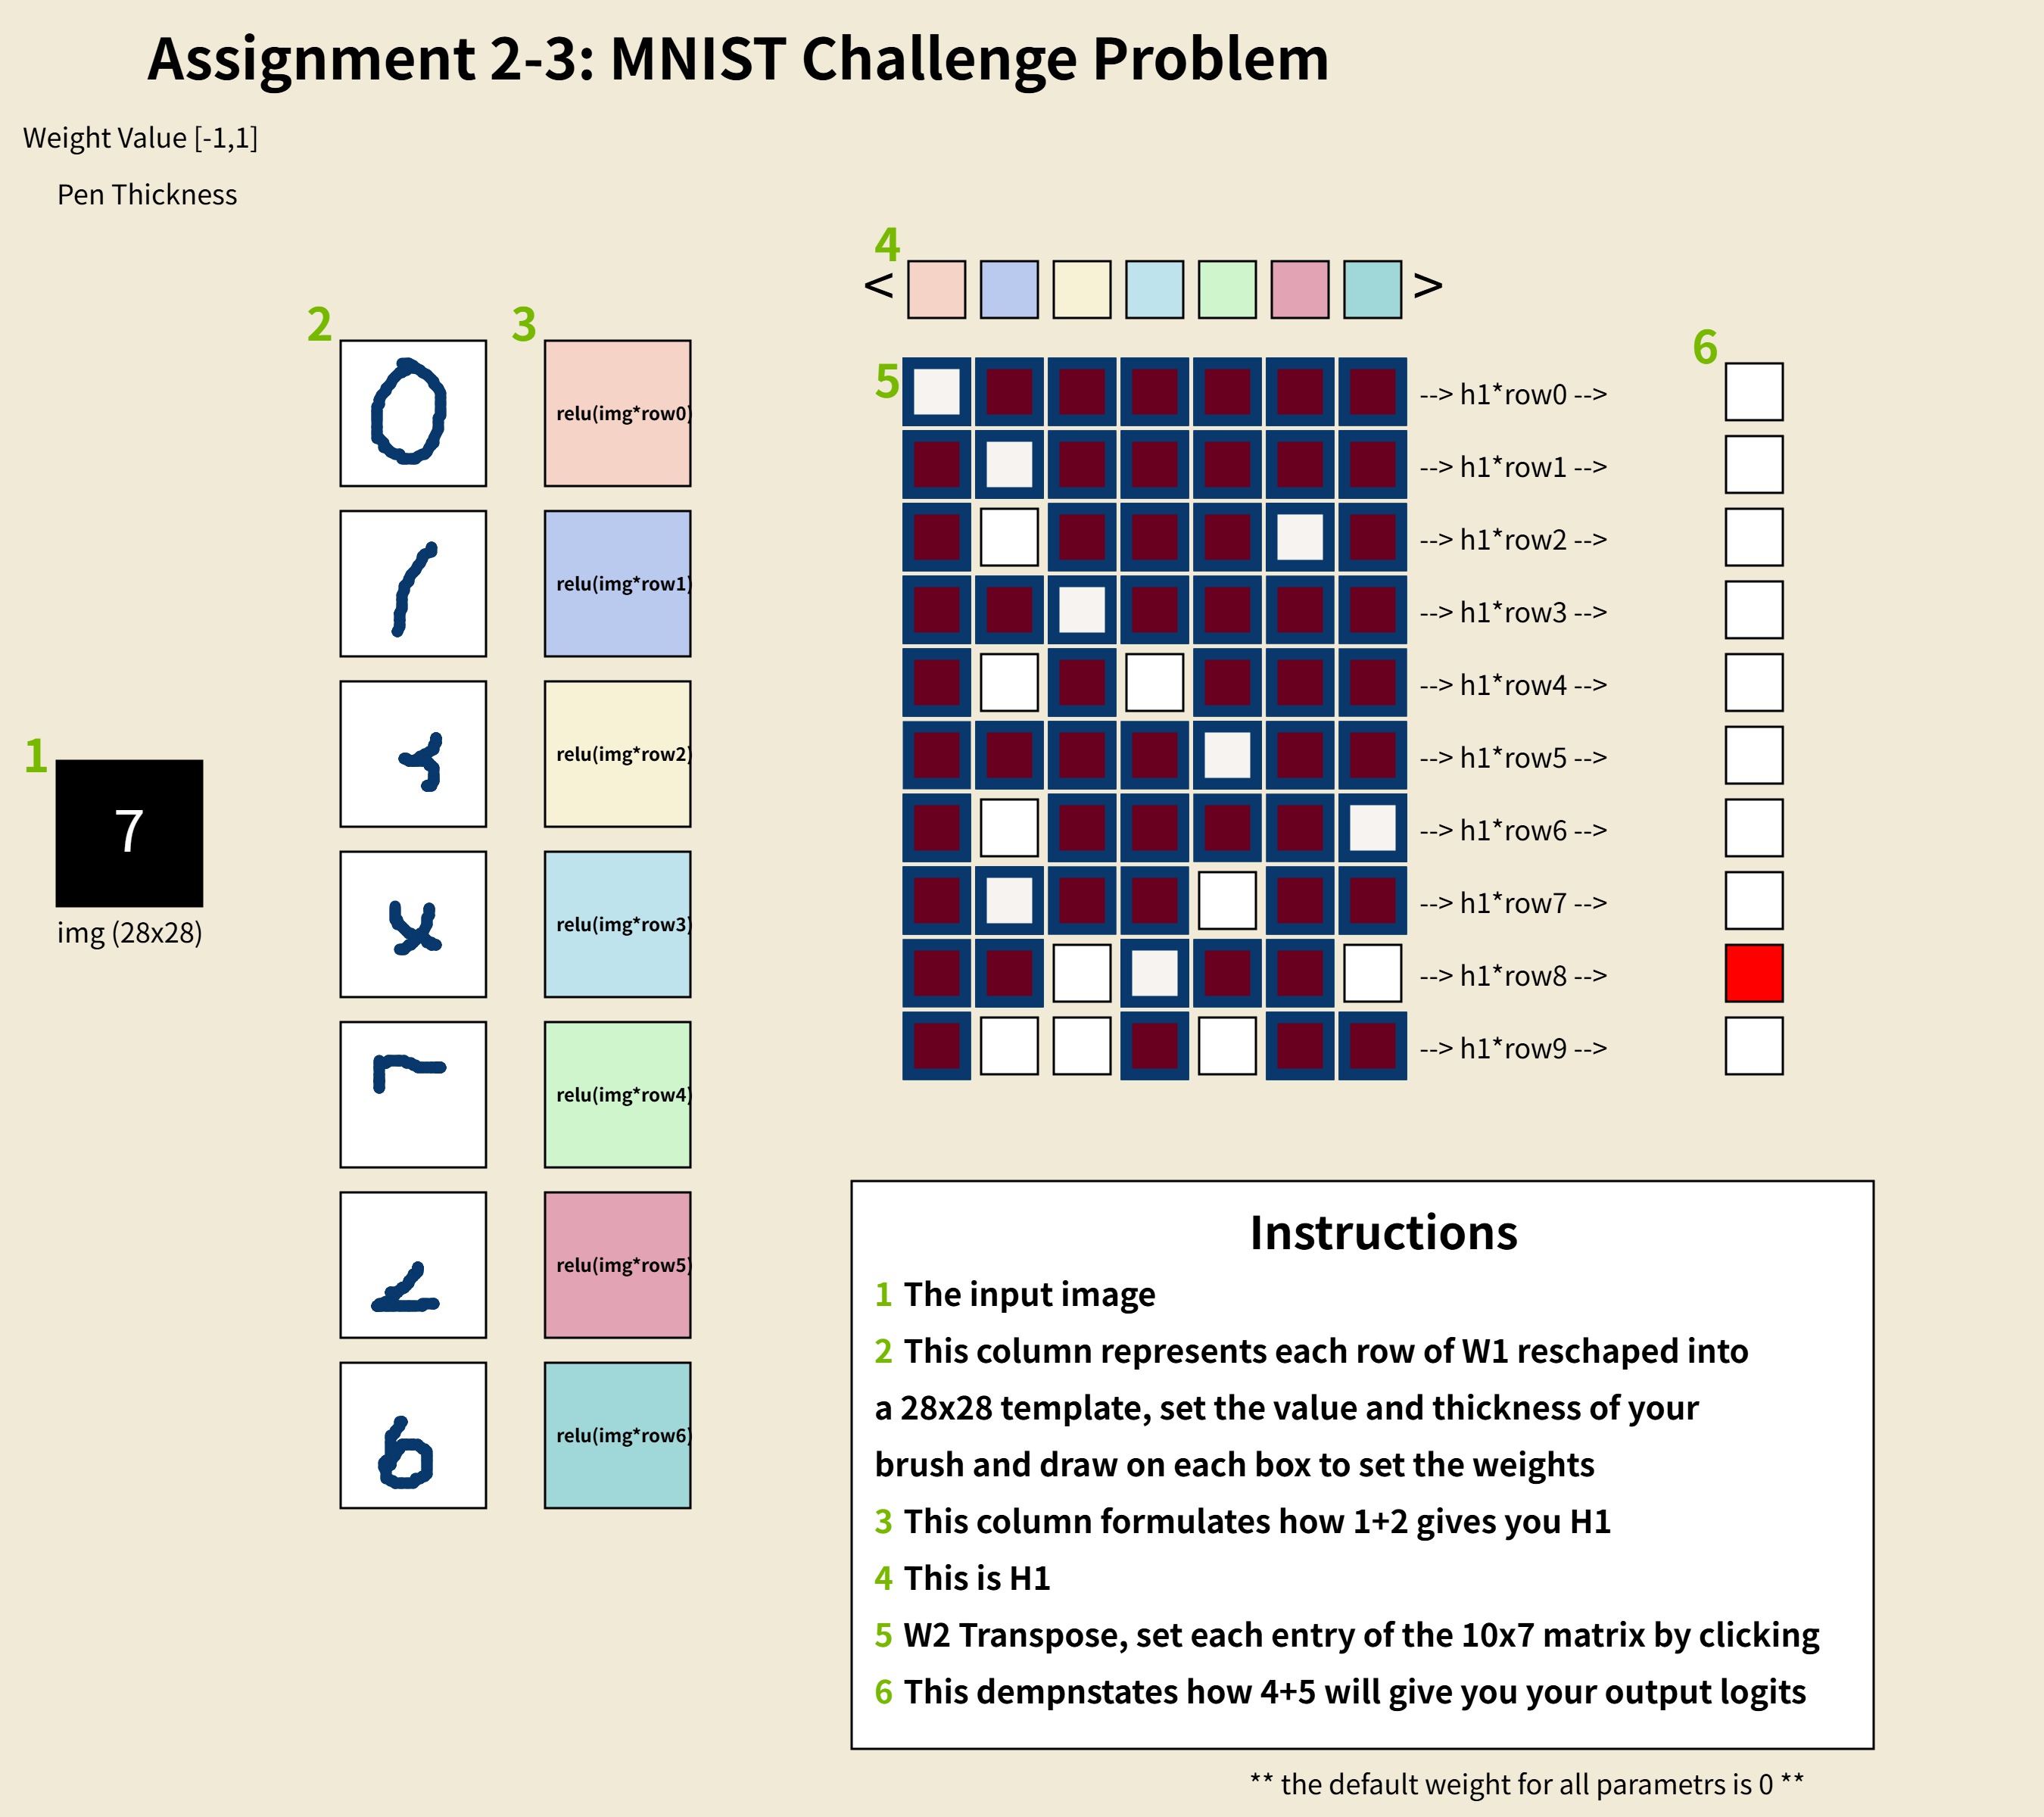 Assignment 2-3: MNIST Challenge Problem
Weight Value [-1,1]
Pen Thickness
4
< >
2
3
6
5
relu(img*row0)
--> h1*row0 -->
--> h1*row1 -->
relu(img*row1)
--> h1*row2 -->
--> h1*row3 -->
--> h1*row4 -->
relu(img*row2)
--> h1*row5 -->
1
7
img (28x28)
--> h1*row6 -->
relu(img*row3)
--> h1*row7 -->
--> h1*row8 -->
--> h1*row9 -->
relu(img*row4)
relu(img*row5)
relu(img*row6)
Instructions
1 The input image
2 This column represents each row of W1 reschaped into
a 28x28 template, set the value and thickness of your
brush and draw on each box to set the weights
3 This column formulates how 1+2 gives you H1
4 This is H1
5 W2 Transpose, set each entry of the 10x7 matrix by clicking
6 This dempnstates how 4+5 will give you your output logits
** the default weight for all parametrs is 0 **